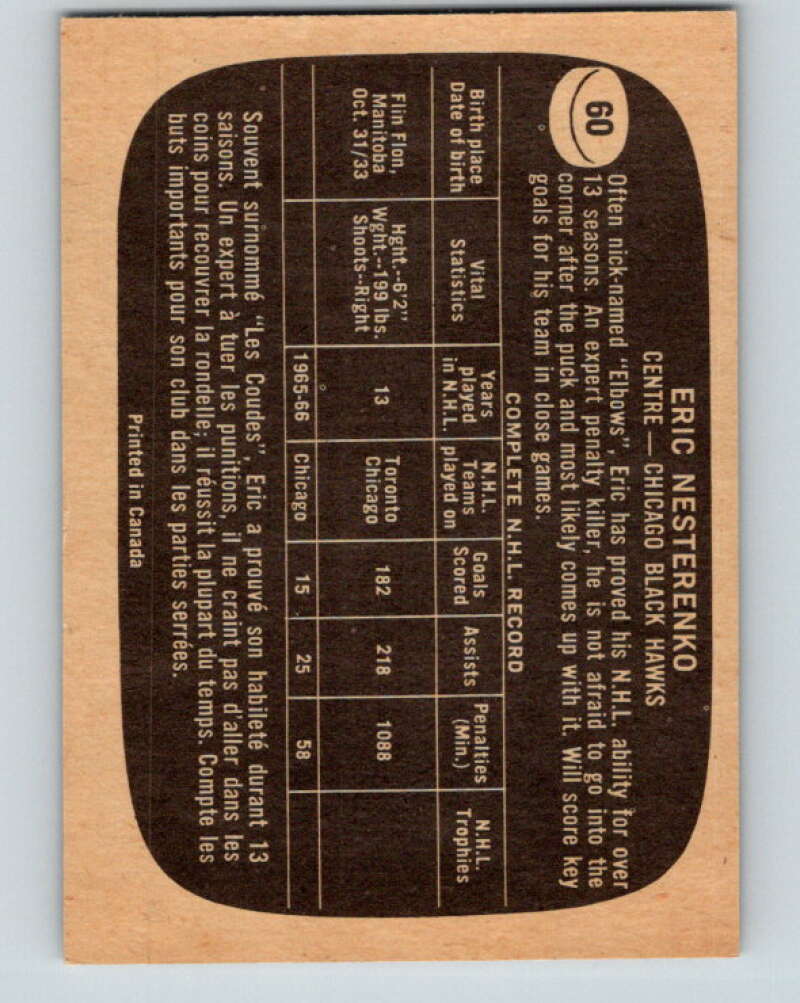 ERIC NESTERENKO
CENTRE — CHICAGO BLACK HAWKS
60
Often nick-named "Elbows", Eric has proved his N.H.L. ability for over
13 seasons. An expert penalty killer, he is not afraid to go into the
corner after the puck and most likely comes up with it. Will score key
goals for his team in close games.
COMPLETE N.H.L. RECORD
Birth place
Date of birth
Vital
Statistics
Years
played
in N.H.L.
N.H.L.
Teams
played on
Goals
Scored
Assists
Penalties
(Min.)
N.H.L.
Trophies
Flin Flon,
Manitoba
Oct. 31/33
Hght.--6'2"
Wght.--199 lbs.
Shoots--Right
13
Toronto
Chicago
182
218
1088
1965-66
Chicago
15
25
58
Souvent surnommé "Les Coudes", Eric a prouvé son habileté durant 13
saisons. Un expert à tuer les punitions, il ne craint pas d'aller dans les
coins pour recouvrer la rondelle; il réussit la plupart du temps. Compte les
buts importants pour son club dans les parties serrées.
Printed in Canada